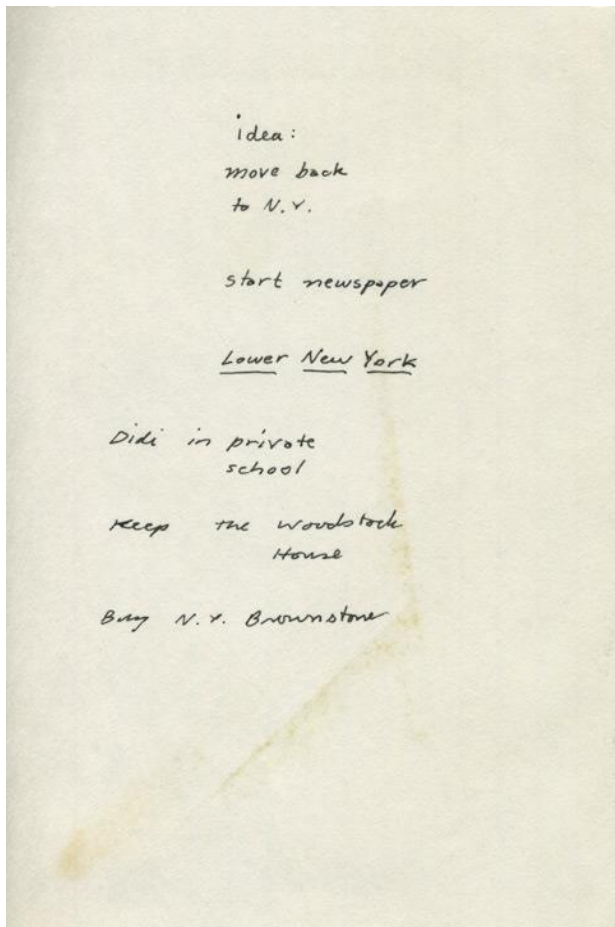 idea:
move back
to N.Y.
start newspaper
Lower New York
Didi in private
school
Keep the Woodstock
House
Buy N.Y. Brownstone